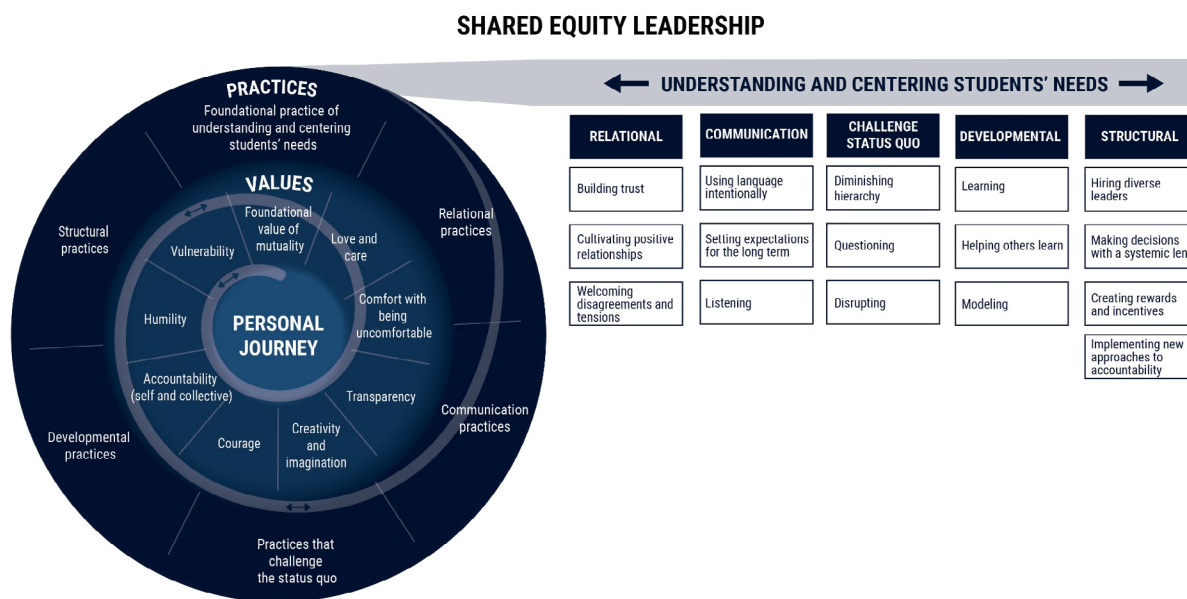 SHARED EQUITY LEADERSHIP
PRACTICES
Foundational practice of
understanding and centering
students' needs
VALUES
Foundational
value of
mutuality
Love and
care
Comfort with
being
uncomfortable
Transparency
Creativity
and
imagination
Courage
Accountability
(self and collective)
Humility
Vulnerability
PERSONAL
JOURNEY
Relational
practices
Communication
practices
Practices that
challenge
the status quo
Developmental
practices
Structural
practices
UNDERSTANDING AND CENTERING STUDENTS' NEEDS
RELATIONAL
Building trust
Cultivating positive
relationships
Welcoming
disagreements and
tensions
COMMUNICATION
Using language
intentionally
Setting expectations
for the long term
Listening
CHALLENGE
STATUS QUO
Diminishing
hierarchy
Questioning
Disrupting
DEVELOPMENTAL
Learning
Helping others learn
Modeling
STRUCTURAL
Hiring diverse
leaders
Making decisions
with a systemic len
Creating rewards
and incentives
Implementing new
approaches to
accountability